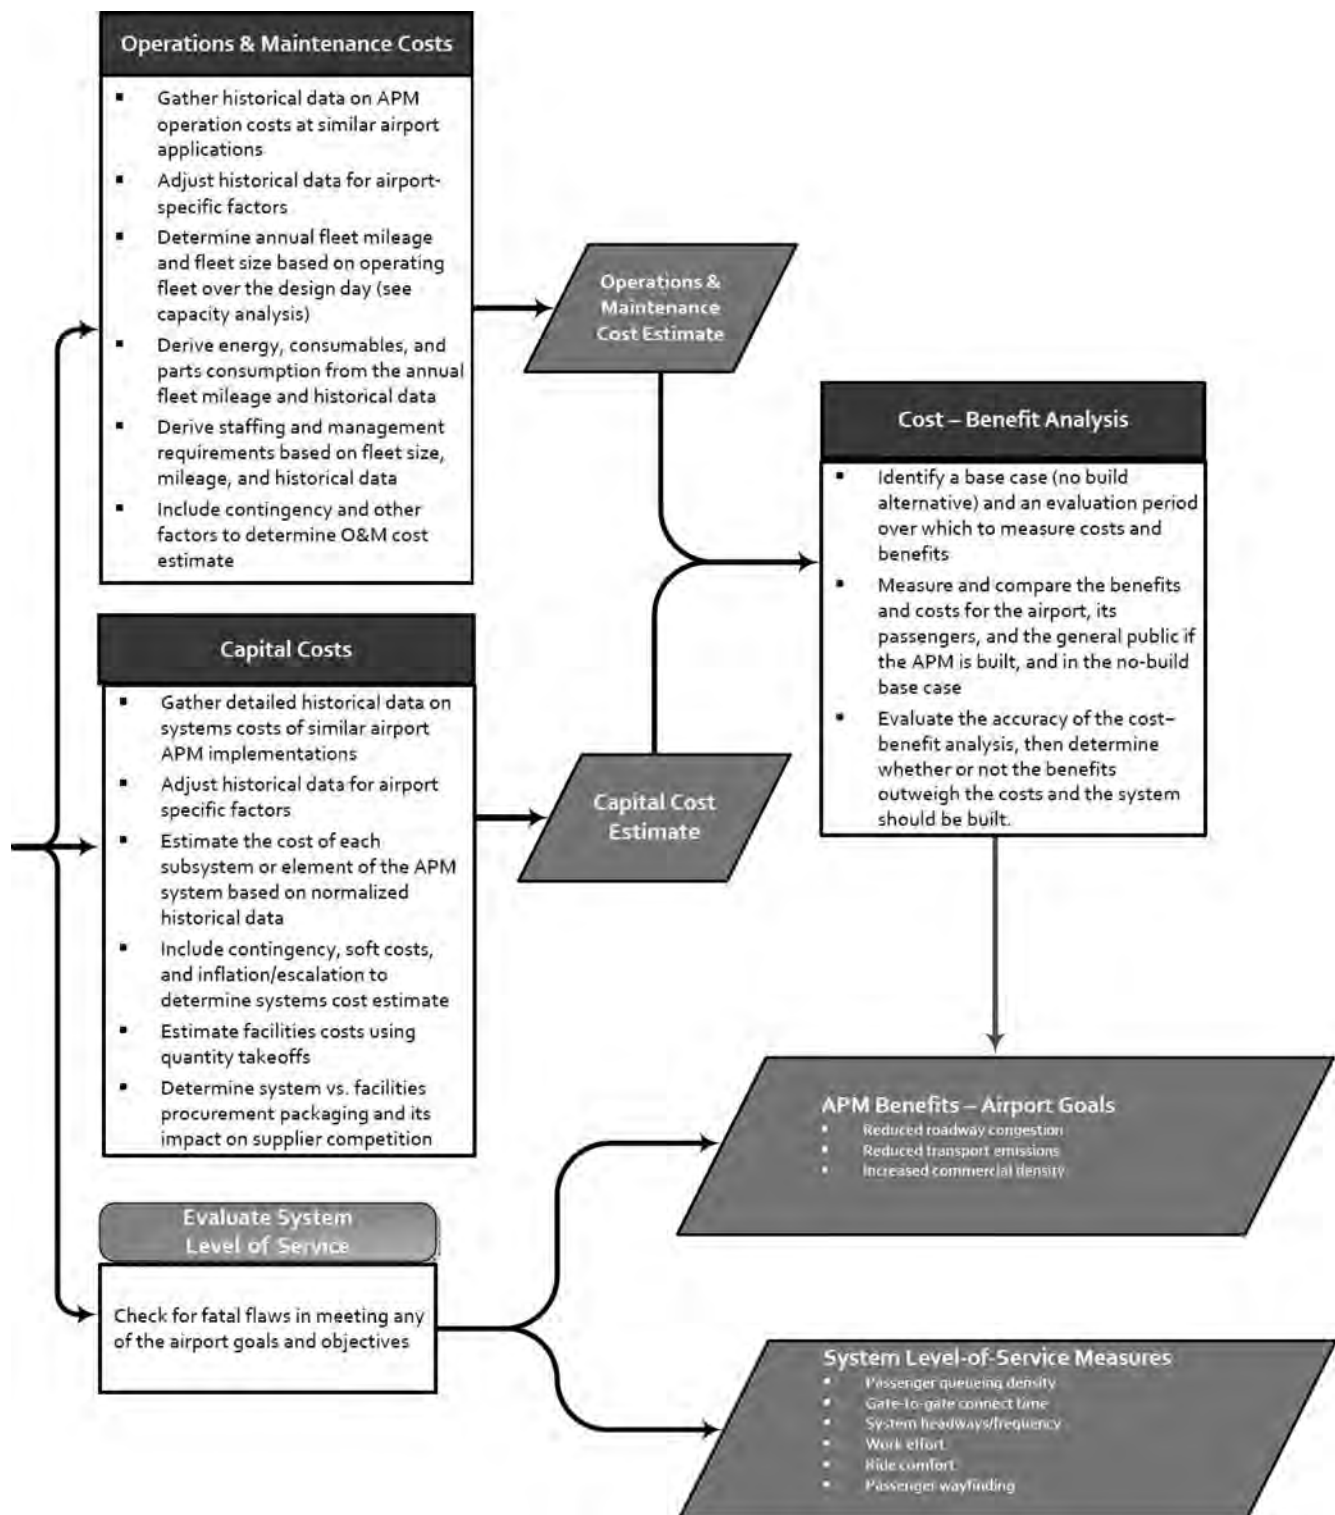 Operations & Maintenance Costs
▪ Gather historical data on APM
operation costs at similar airport
applications
▪ Adjust historical data for airport-
specific factors
▪ Determine annual fleet mileage
and fleet size based on operating
fleet over the design day (see
capacity analysis)
▪ Derive energy, consumables, and
parts consumption from the annual
fleet mileage and historical data
▪ Derive staffing and management
requirements based on fleet size,
mileage, and historical data
▪ Include contingency and other
factors to determine O&M cost
estimate
Operations &
Maintenance
Cost Estimate
Capital Costs
▪ Gather detailed historical data on
systems costs of similar airport
APM implementations
▪ Adjust historical data for airport
specific factors
▪ Estimate the cost of each
subsystem or element of the APM
system based on normalized
historical data
▪ Include contingency, soft costs,
and inflation/escalation to
determine systems cost estimate
▪ Estimate facilities costs using
quantity takeoffs
▪ Determine system vs. facilities
procurement packaging and its
impact on supplier competition
Capital Cost
Estimate
Cost – Benefit Analysis
▪ Identify a base case (no build
alternative) and an evaluation period
over which to measure costs and
benefits
▪ Measure and compare the benefits
and costs for the airport, its
passengers, and the general public if
the APM is built, and in the no-build
base case
▪ Evaluate the accuracy of the cost–
benefit analysis, then determine
whether or not the benefits
outweigh the costs and the system
should be built.
Evaluate System
Level of Service
Check for fatal flaws in meeting any
of the airport goals and objectives
APM Benefits – Airport Goals
▪ Reduced roadway congestion
▪ Reduced transport emissions
▪ Increased commercial density
System Level-of-Service Measures
▪ Passenger queueing density
▪ Gate-to-gate connect time
▪ System headways/frequency
▪ Work effort
▪ Ride comfort
▪ Passenger wayfinding